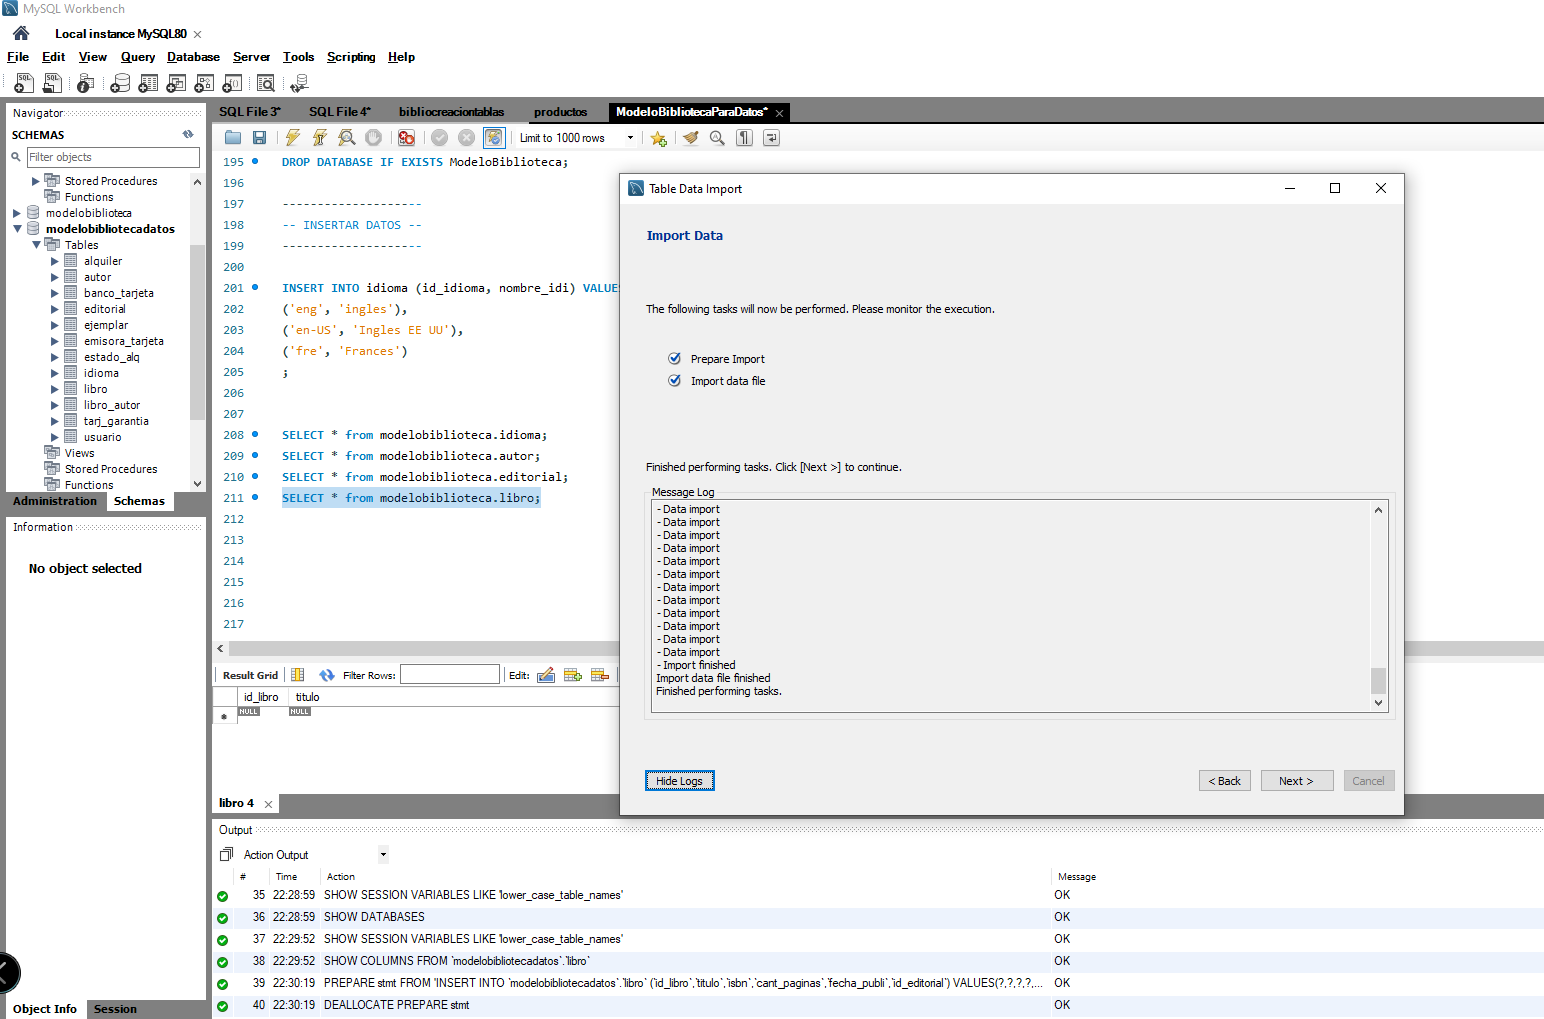 MySQL Workbench
Local instance MySQL80
File Edit View Query Database Server Tools Scripting Help
Navigator
SCHEMAS
Filter objects
Stored Procedures
Functions
modelobiblioteca
modelobibliotecadatos
Tables
alquiler
autor
banco_tarjeta
editorial
ejemplar
emisora_tarjeta
estado_alq
idioma
libro
libro_autor
tarj_garantia
usuario
Views
Stored Procedures
Functions
Administration Schemas
Information
No object selected
Object Info Session
SQL File 3* SQL File 4* bibliocreaciontablas productos ModeloBibliotecaParaDatos*
Limit to 1000 rows
195 DROP DATABASE IF EXISTS ModeloBiblioteca;
196
197 -------------------
198 -- INSERTAR DATOS --
199 -------------------
200
201 INSERT INTO idioma (id_idioma, nombre_idi) VALUES
202 ('eng', 'ingles'),
203 ('en-US', 'Ingles EE UU'),
204 ('fre', 'Frances')
205 ;
206
207
208 SELECT * from modelobiblioteca.idioma;
209 SELECT * from modelobiblioteca.autor;
210 SELECT * from modelobiblioteca.editorial;
211 SELECT * from modelobiblioteca.libro;
212
213
214
215
216
217
Result Grid Filter Rows: Edit:
id_libro titulo
NULL NULL
libro 4
Table Data Import
Import Data
The following tasks will now be performed. Please monitor the execution.
Prepare Import
Import data file
Finished performing tasks. Click [Next >] to continue.
Message Log
- Data import
- Data import
- Data import
- Data import
- Data import
- Data import
- Data import
- Data import
- Data import
- Data import
- Data import
- Data import
- Import finished
Import data file finished
Finished performing tasks.
Hide Logs < Back Next > Cancel
Output
Action Output
# Time Action Message
35 22:28:59 SHOW SESSION VARIABLES LIKE 'lower_case_table_names' OK
36 22:28:59 SHOW DATABASES OK
37 22:29:52 SHOW SESSION VARIABLES LIKE 'lower_case_table_names' OK
38 22:29:52 SHOW COLUMNS FROM `modelobibliotecadatos`.`libro` OK
39 22:30:19 PREPARE stmt FROM 'INSERT INTO `modelobibliotecadatos`.`libro` (`id_libro`,`titulo`,`isbn`,`cant_paginas`,`fecha_publi`,`id_editorial`) VALUES(?,?,?,?,... OK
40 22:30:19 DEALLOCATE PREPARE stmt OK